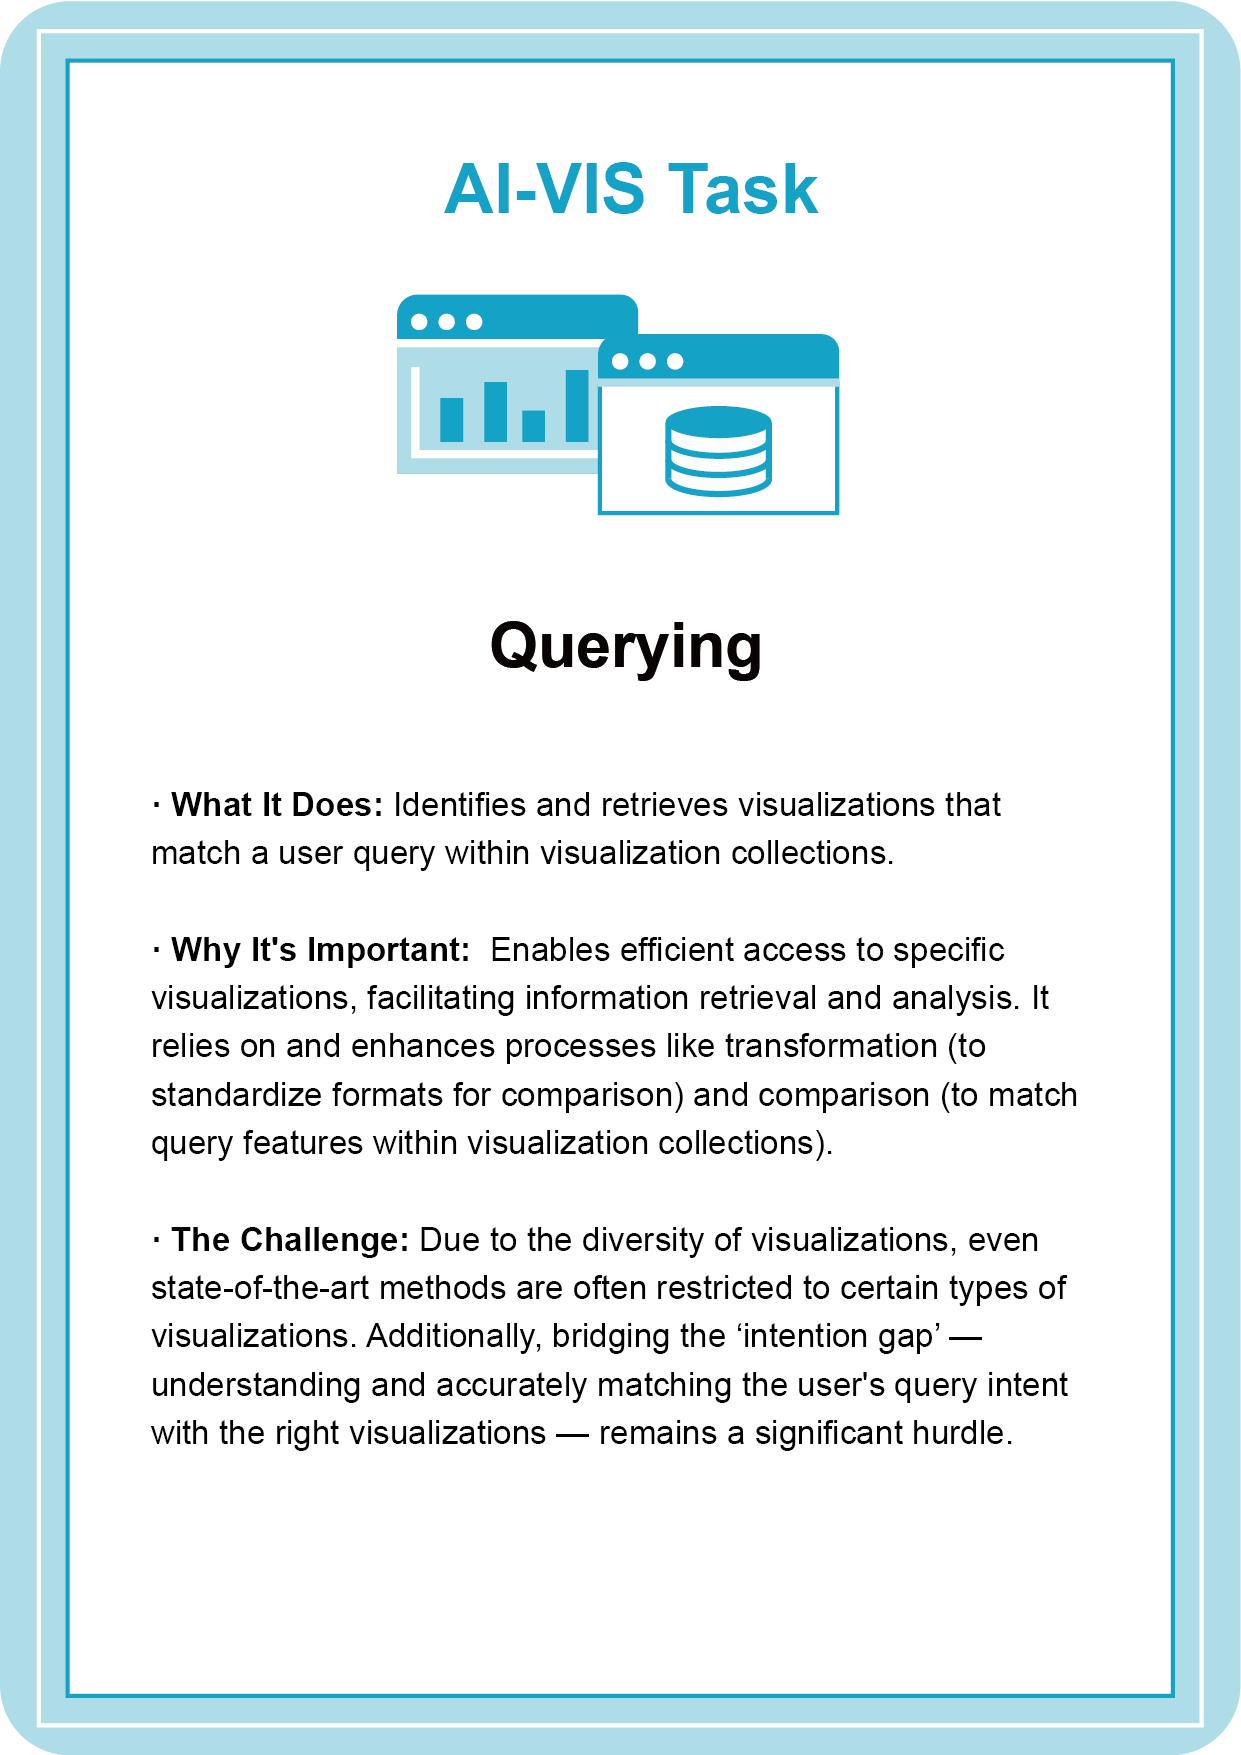 AI-VIS Task
Querying
· What It Does: Identifies and retrieves visualizations that
match a user query within visualization collections.
· Why It's Important:  Enables efficient access to specific
visualizations, facilitating information retrieval and analysis. It
relies on and enhances processes like transformation (to
standardize formats for comparison) and comparison (to match
query features within visualization collections).
· The Challenge: Due to the diversity of visualizations, even
state-of-the-art methods are often restricted to certain types of
visualizations. Additionally, bridging the ‘intention gap’ —
understanding and accurately matching the user's query intent
with the right visualizations — remains a significant hurdle.